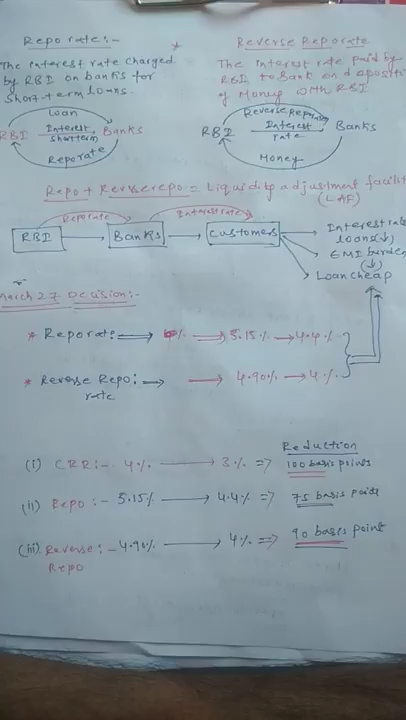 Repo rate:-
The interest rate charged
by RBI on banks for
short-term loans.
Loan
RBI Interest Banks
short term
Repo rate
* Reverse Repo rate
The interest rate paid by
RBI to Bank on deposition
of Money with RBI
Reverse Repo rate
RBI Interest Banks
rate
Money
Repo + Reverse repo = Liquidity adjustment facility
(LAF)
Repo rate Interest rate
RBI Banks customers
Interest rate
loans (↓)
EMI burden
(↓)
Loan cheap
March 27 Decision:-
* Repo rate: 5.15% 4.4%
* Reverse Repo: 4.90% 4%
rate
Reduction
(i) CRR:- 4% 3% => 100 basis points
(ii) Repo:- 5.15% 4.4% => 75 basis points
(iii) Reverse:- 4.90% 4% => 90 basis point
Repo